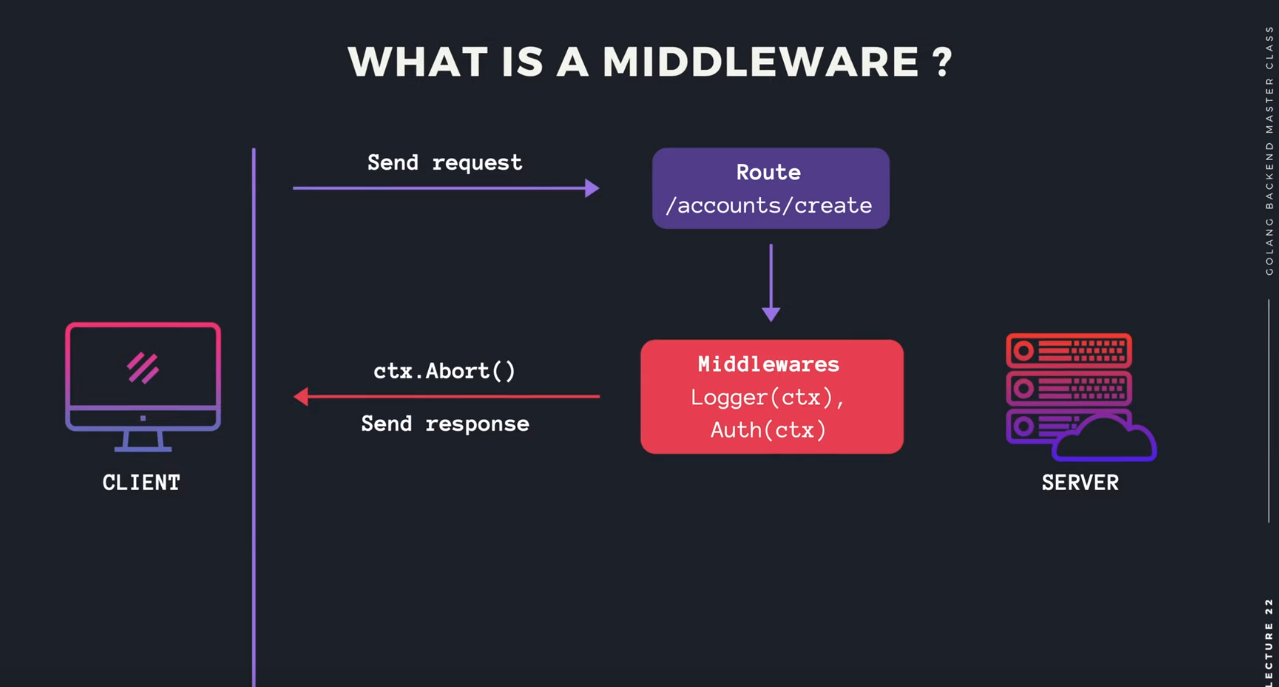 WHAT IS A MIDDLEWARE ?
Send request
Route
/accounts/create
ctx.Abort()
Send response
Middlewares
Logger(ctx),
Auth(ctx)
CLIENT
SERVER
GOLANG BACKEND MASTER CLASS
LECTURE 22